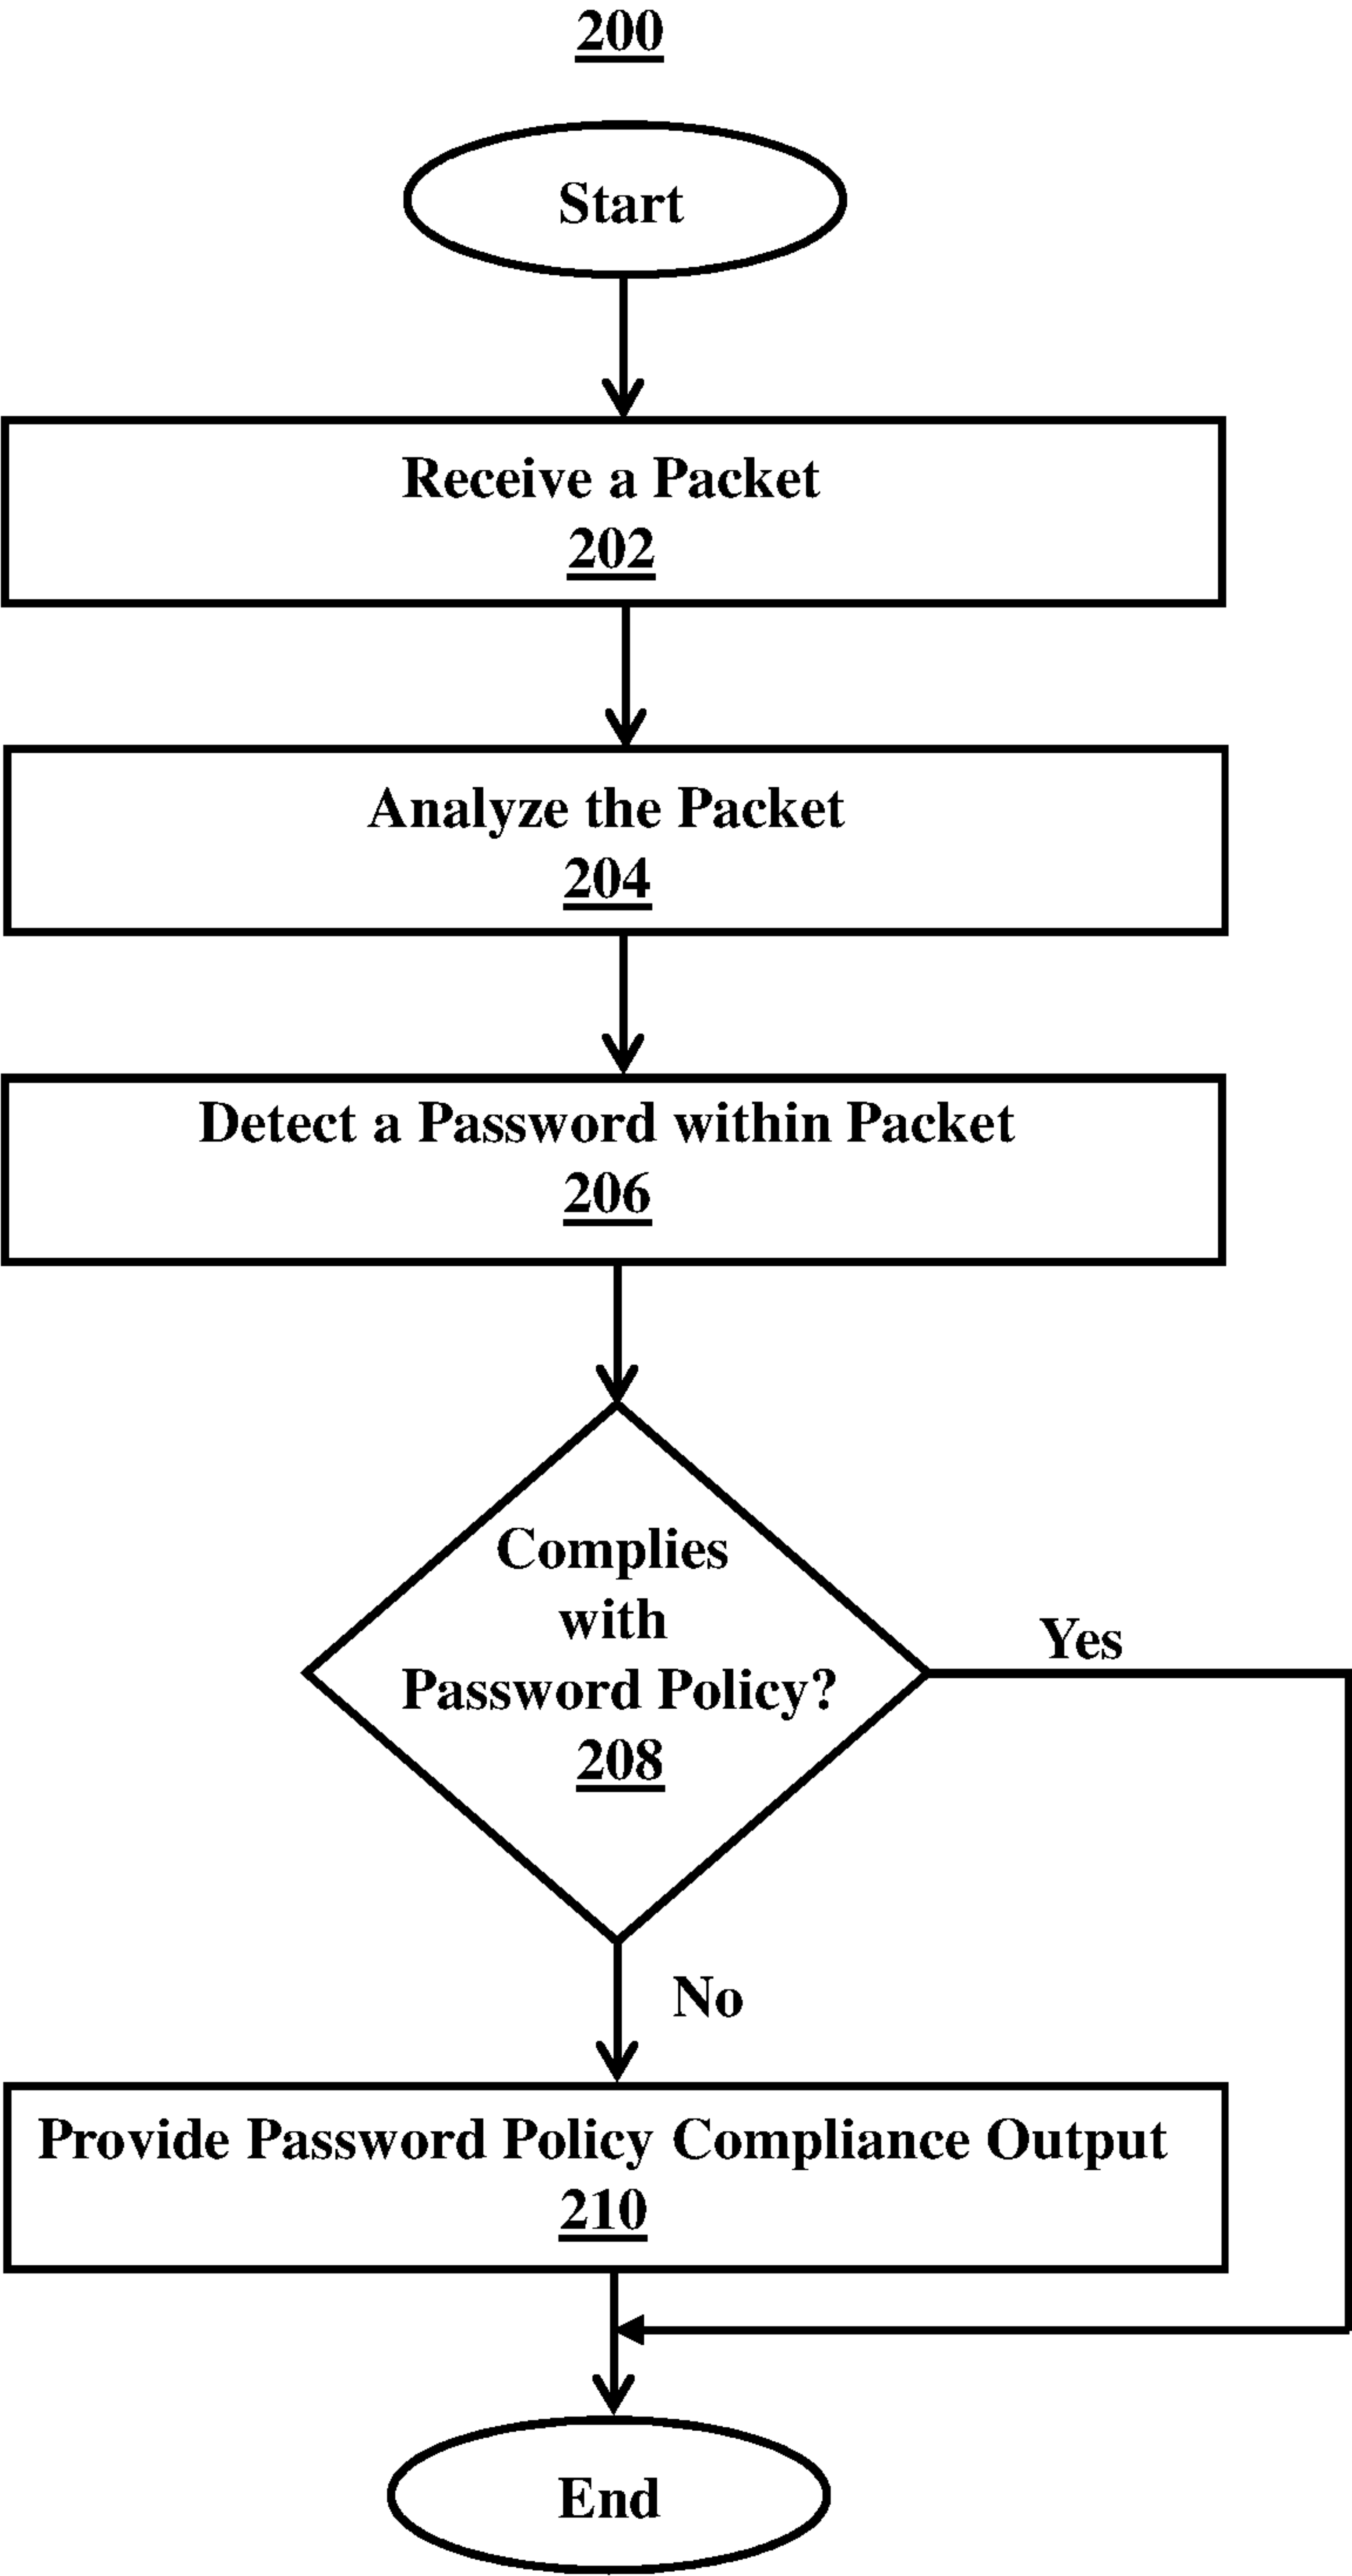 200
Start
Receive a Packet
202
Analyze the Packet
204
Detect a Password within Packet
206
Complies
with
Password Policy?
208
Yes
No
Provide Password Policy Compliance Output
210
End